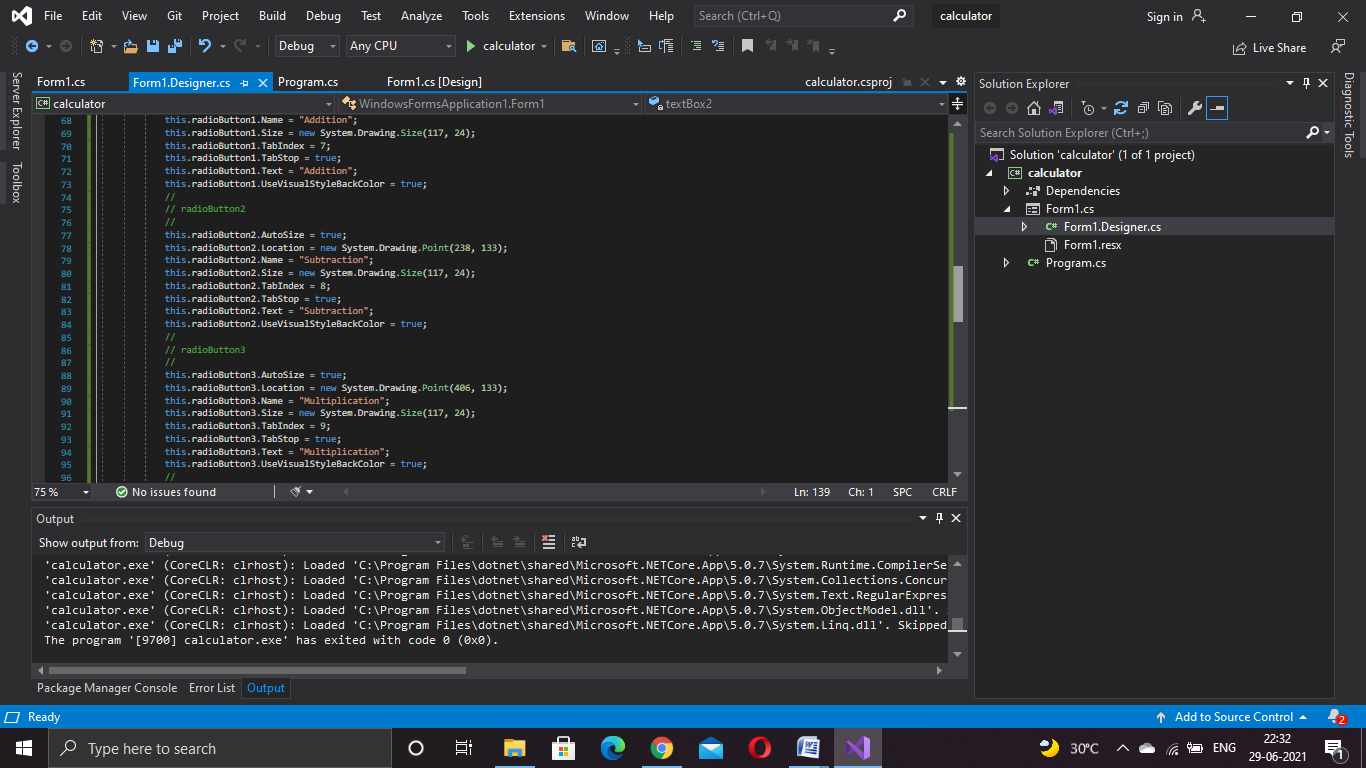 File Edit View Git Project Build Debug Test Analyze Tools Extensions Window Help Search (Ctrl+Q) calculator Sign in
Debug Any CPU calculator Live Share
Server Explorer
Toolbox
Form1.cs Form1.Designer.cs Program.cs Form1.cs [Design] calculator.csproj
C# calculator WindowsFormsApplication1.Form1 textBox2
68 this.radioButton1.Name = "Addition";
69 this.radioButton1.Size = new System.Drawing.Size(117, 24);
70 this.radioButton1.TabIndex = 7;
71 this.radioButton1.TabStop = true;
72 this.radioButton1.Text = "Addition";
73 this.radioButton1.UseVisualStyleBackColor = true;
74 //
75 // radioButton2
76 //
77 this.radioButton2.AutoSize = true;
78 this.radioButton2.Location = new System.Drawing.Point(238, 133);
79 this.radioButton2.Name = "Subtraction";
80 this.radioButton2.Size = new System.Drawing.Size(117, 24);
81 this.radioButton2.TabIndex = 8;
82 this.radioButton2.TabStop = true;
83 this.radioButton2.Text = "Subtraction";
84 this.radioButton2.UseVisualStyleBackColor = true;
85 //
86 // radioButton3
87 //
88 this.radioButton3.AutoSize = true;
89 this.radioButton3.Location = new System.Drawing.Point(406, 133);
90 this.radioButton3.Name = "Multiplication";
91 this.radioButton3.Size = new System.Drawing.Size(117, 24);
92 this.radioButton3.TabIndex = 9;
93 this.radioButton3.TabStop = true;
94 this.radioButton3.Text = "Multiplication";
95 this.radioButton3.UseVisualStyleBackColor = true;
96 //
75 % No issues found Ln: 139 Ch: 1 SPC CRLF
Output
Show output from: Debug
'calculator.exe' (CoreCLR: clrhost): Loaded 'C:\Program Files\dotnet\shared\Microsoft.NETCore.App\5.0.7\System.Runtime.CompilerSe
'calculator.exe' (CoreCLR: clrhost): Loaded 'C:\Program Files\dotnet\shared\Microsoft.NETCore.App\5.0.7\System.Collections.Concur
'calculator.exe' (CoreCLR: clrhost): Loaded 'C:\Program Files\dotnet\shared\Microsoft.NETCore.App\5.0.7\System.Text.RegularExpres
'calculator.exe' (CoreCLR: clrhost): Loaded 'C:\Program Files\dotnet\shared\Microsoft.NETCore.App\5.0.7\System.ObjectModel.dll'.
'calculator.exe' (CoreCLR: clrhost): Loaded 'C:\Program Files\dotnet\shared\Microsoft.NETCore.App\5.0.7\System.Linq.dll'. Skipped
The program '[9700] calculator.exe' has exited with code 0 (0x0).
Package Manager Console Error List Output
Solution Explorer
Search Solution Explorer (Ctrl+;)
Solution 'calculator' (1 of 1 project)
C# calculator
Dependencies
Form1.cs
C# Form1.Designer.cs
Form1.resx
C# Program.cs
Diagnostic Tools
Ready Add to Source Control 2
Type here to search 30°C ENG 22:32
29-06-2021
1